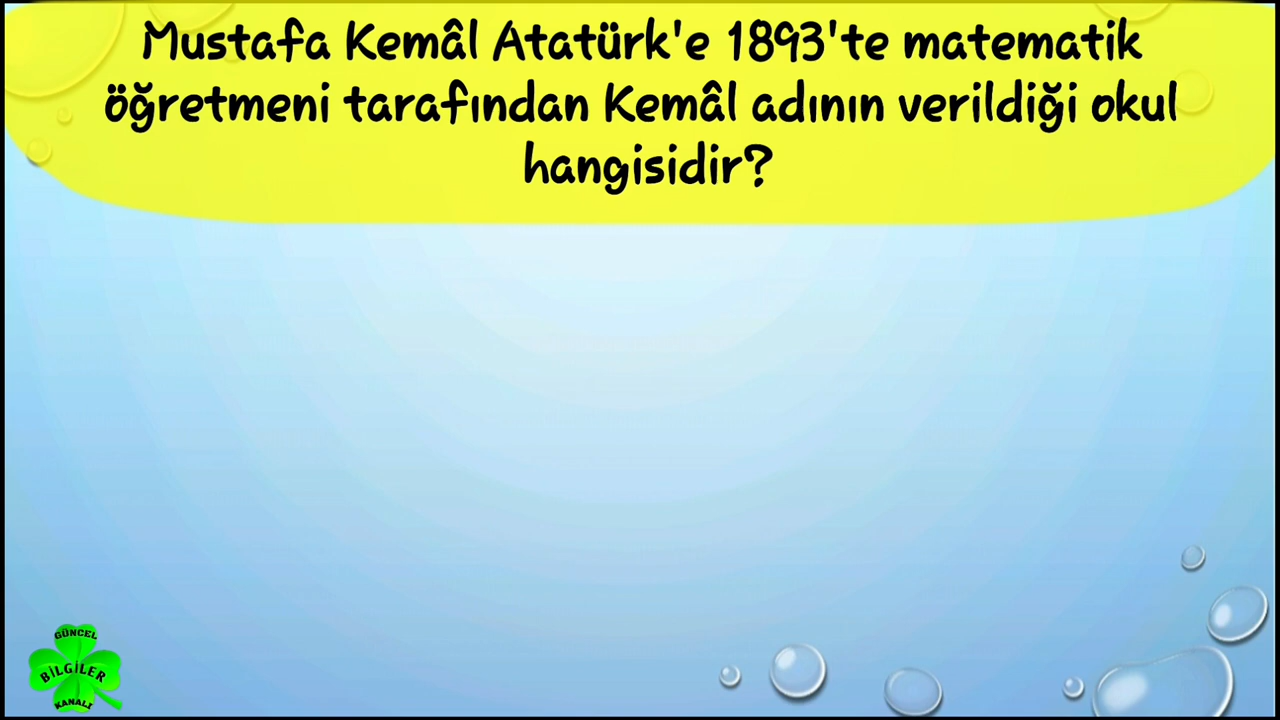 Mustafa Kemâl Atatürk'e 1893'te matematik
öğretmeni tarafından Kemâl adının verildiği okul
hangisidir?
GÜNCEL
BİLGİLER
KANALI